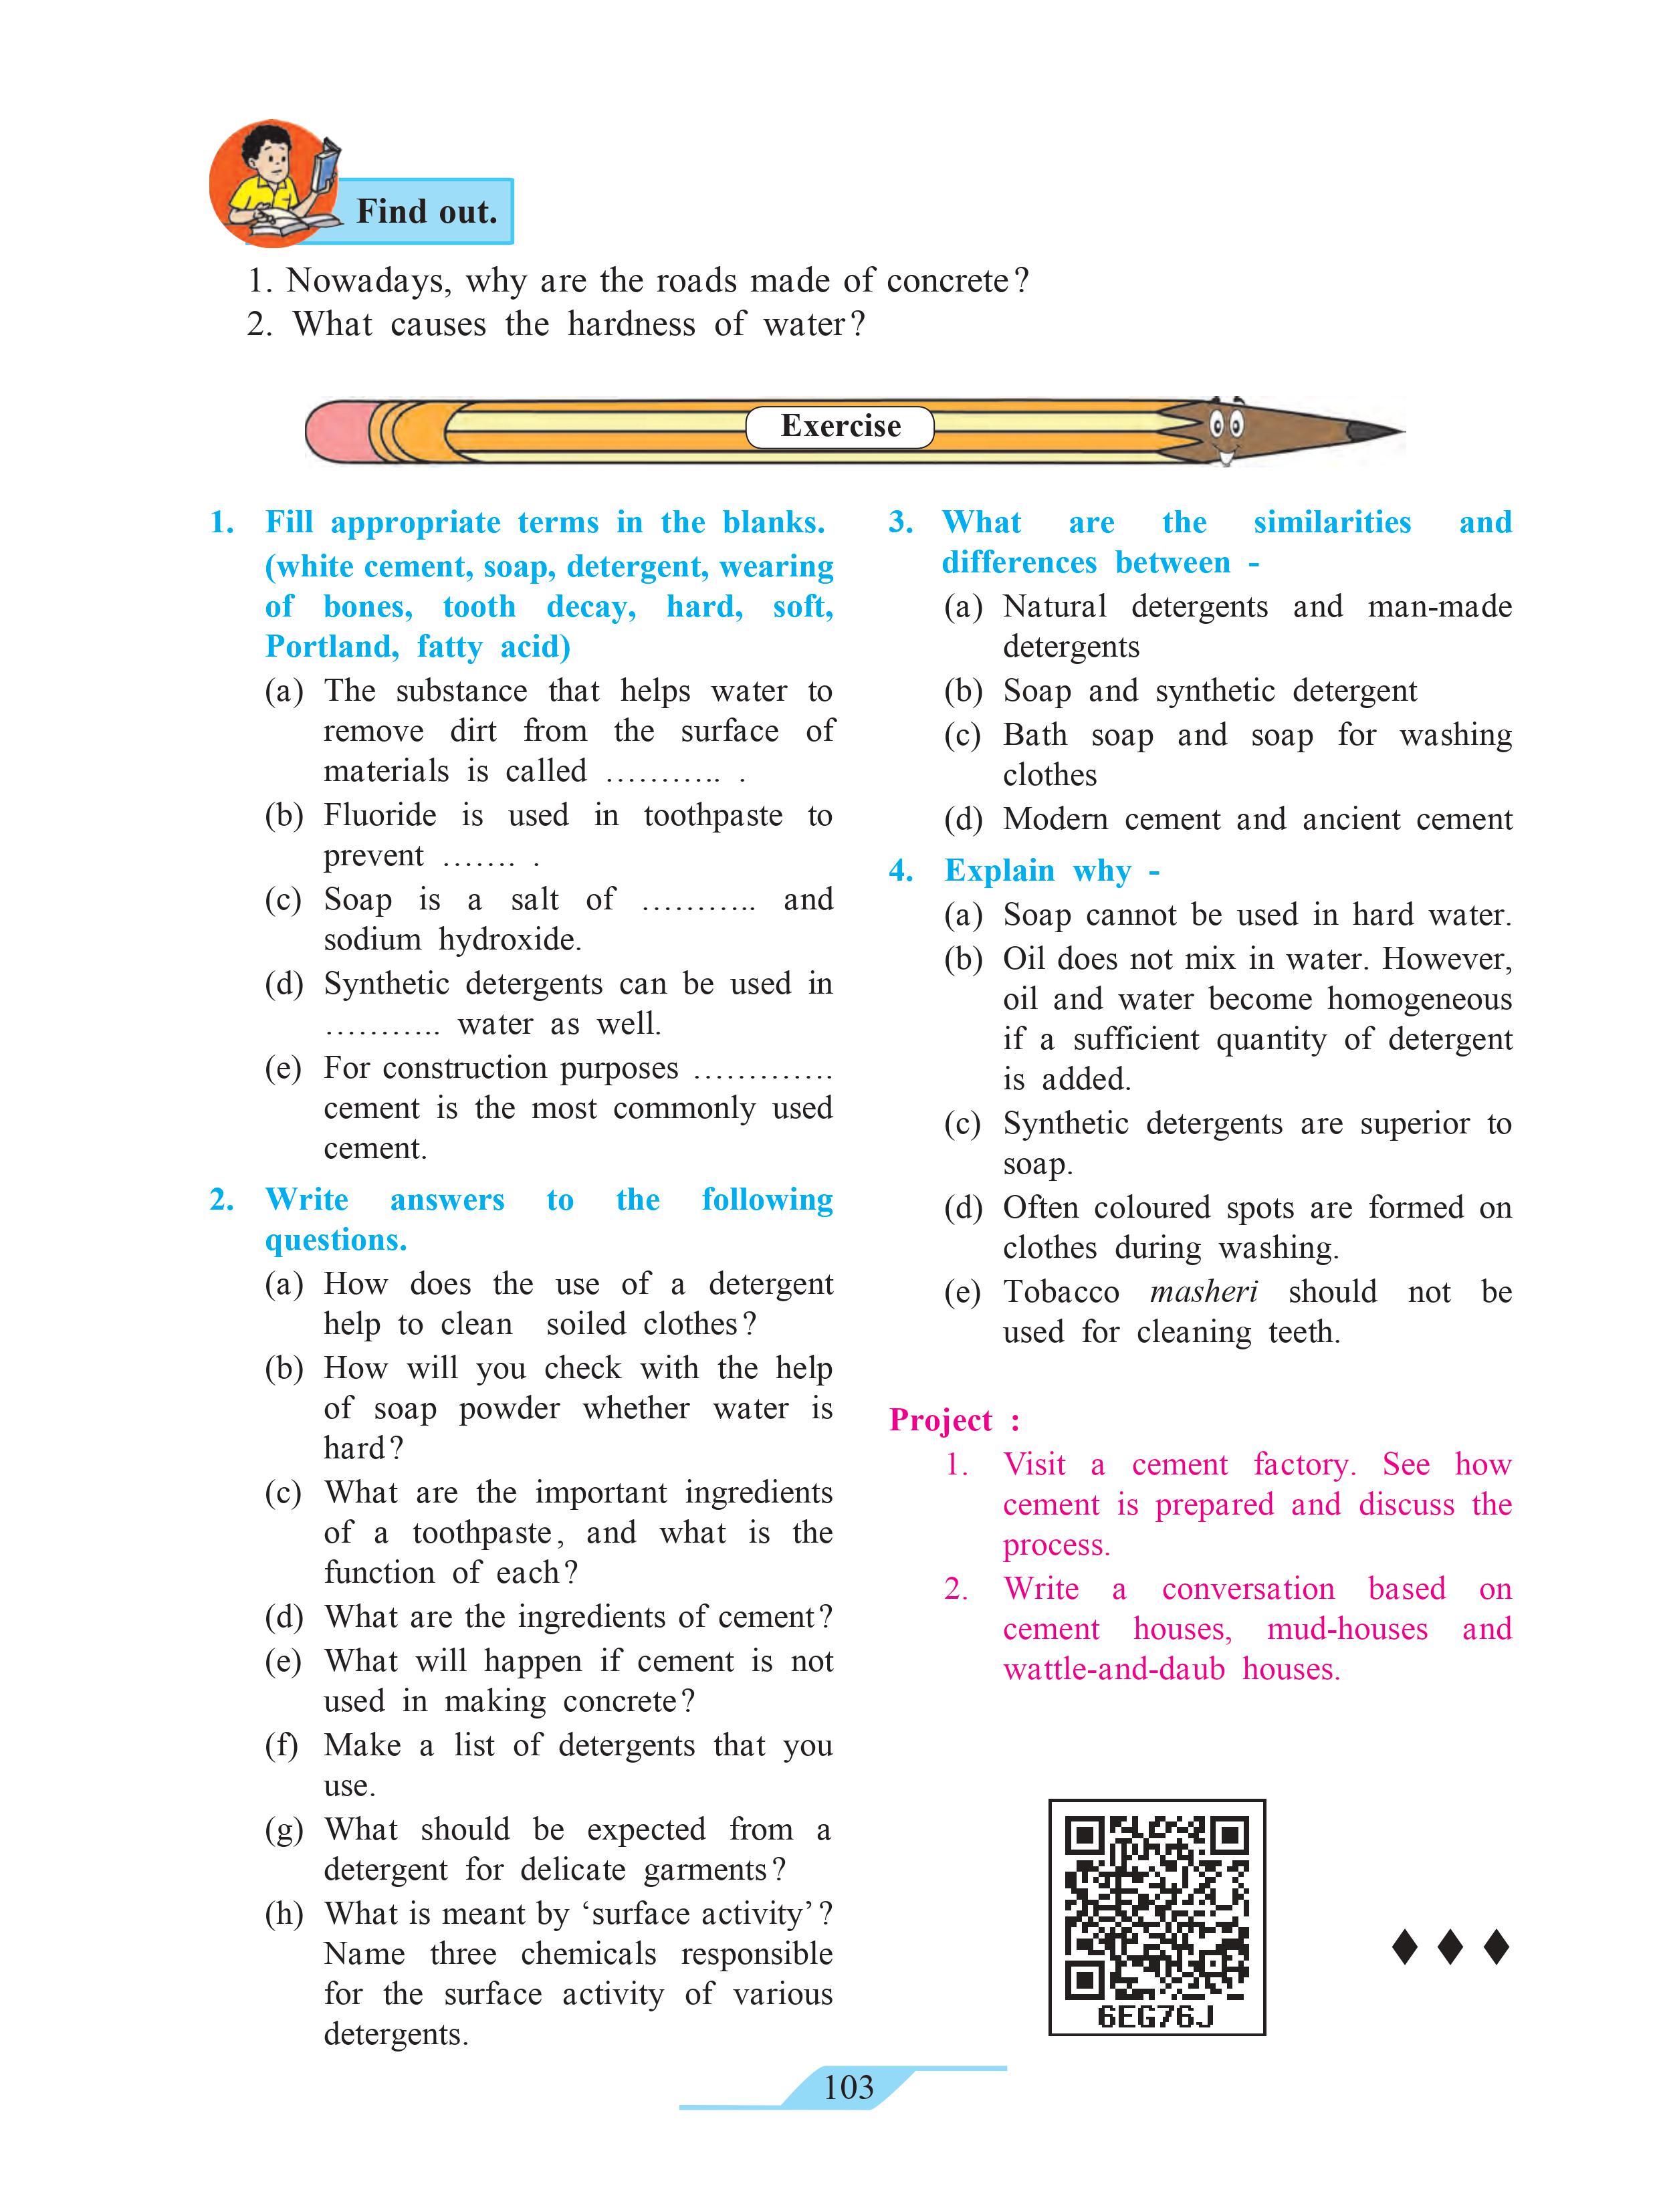 Find out.
1. Nowadays, why are the roads made of concrete?
2. What causes the hardness of water?
Exercise
1. Fill appropriate terms in the blanks.
(white cement, soap, detergent, wearing
of bones, tooth decay, hard, soft,
Portland, fatty acid)
(a) The substance that helps water to
remove dirt from the surface of
materials is called ……….. .
(b) Fluoride is used in toothpaste to
prevent ……. .
(c) Soap is a salt of ……….. and
sodium hydroxide.
(d) Synthetic detergents can be used in
……….. water as well.
(e) For construction purposes ………….
cement is the most commonly used
cement.
2. Write answers to the following
questions.
(a) How does the use of a detergent
help to clean soiled clothes?
(b) How will you check with the help
of soap powder whether water is
hard?
(c) What are the important ingredients
of a toothpaste, and what is the
function of each?
(d) What are the ingredients of cement?
(e) What will happen if cement is not
used in making concrete?
(f) Make a list of detergents that you
use.
(g) What should be expected from a
detergent for delicate garments?
(h) What is meant by ‘surface activity’?
Name three chemicals responsible
for the surface activity of various
detergents.
3. What are the similarities and
differences between -
(a) Natural detergents and man-made
detergents
(b) Soap and synthetic detergent
(c) Bath soap and soap for washing
clothes
(d) Modern cement and ancient cement
4. Explain why -
(a) Soap cannot be used in hard water.
(b) Oil does not mix in water. However,
oil and water become homogeneous
if a sufficient quantity of detergent
is added.
(c) Synthetic detergents are superior to
soap.
(d) Often coloured spots are formed on
clothes during washing.
(e) Tobacco masheri should not be
used for cleaning teeth.
Project :
1. Visit a cement factory. See how
cement is prepared and discuss the
process.
2. Write a conversation based on
cement houses, mud-houses and
wattle-and-daub houses.
6EG76J
103